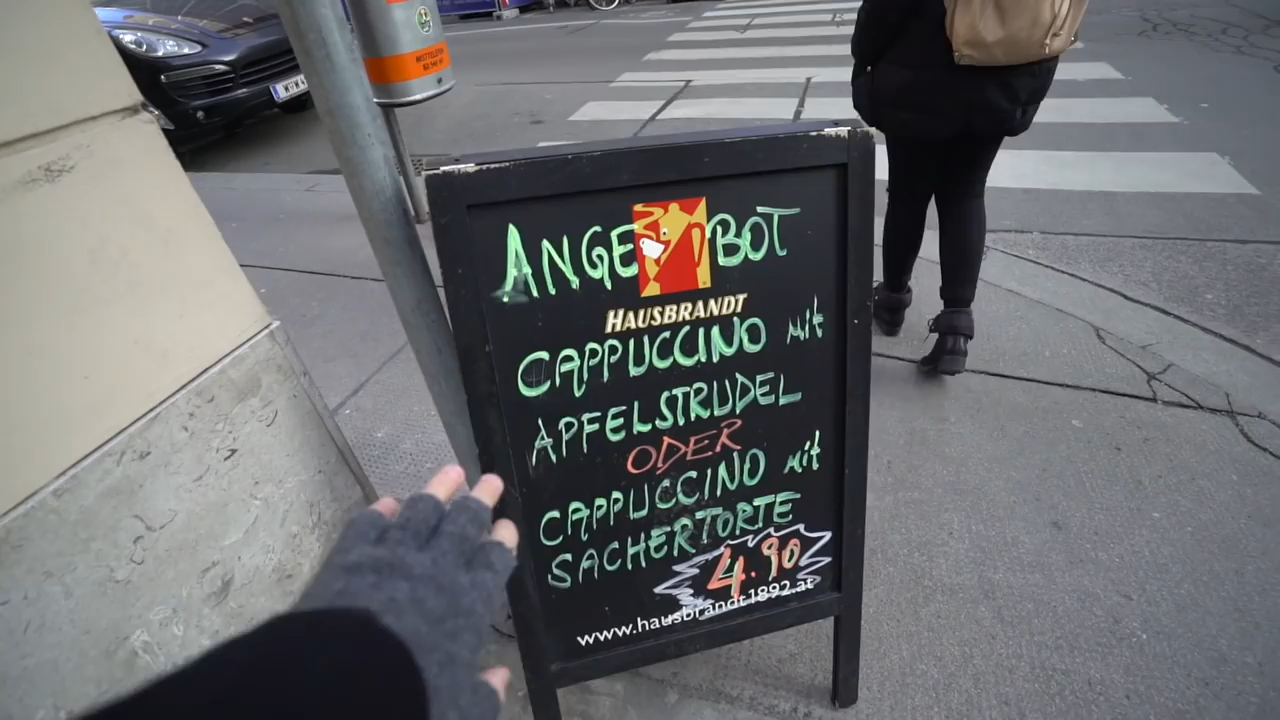 ANGEBOT
HAUSBRANDT
CAPPUCCINO mit
APFELSTRUDEL
ODER
CAPPUCCINO mit
SACHERTORTE
4.90
www.hausbrandt1892.at